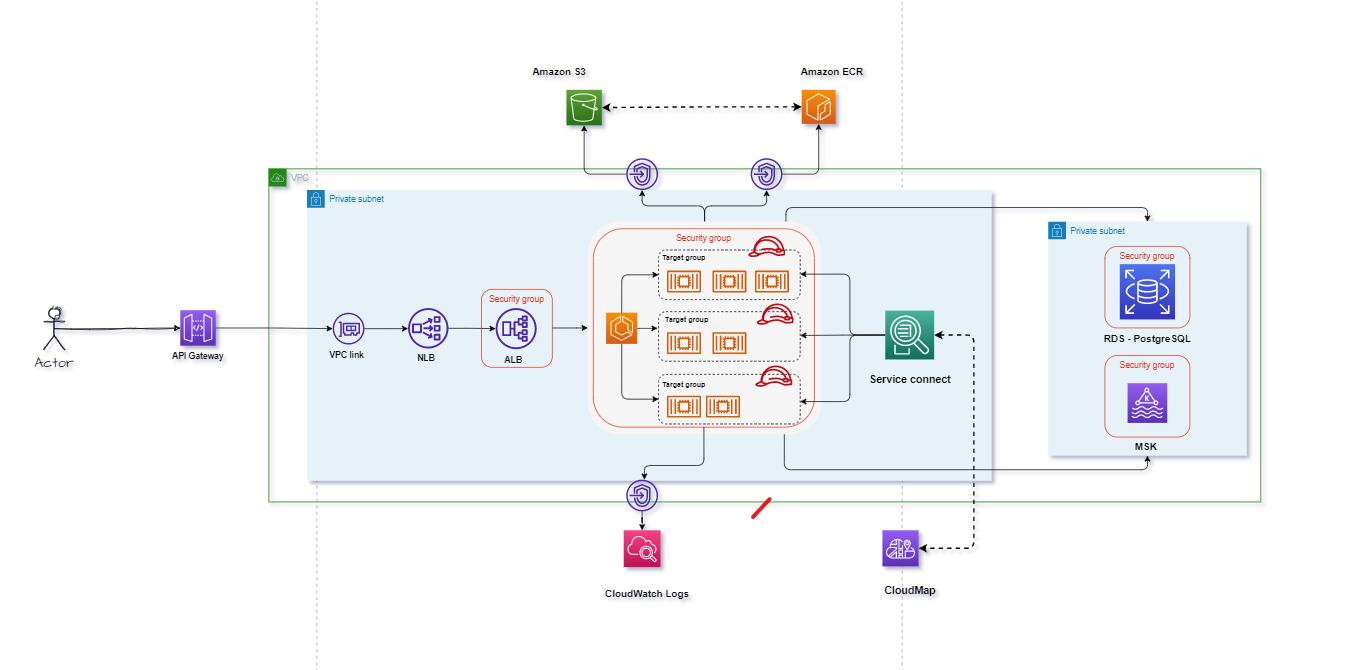 Amazon S3
Amazon ECR
VPC
Private subnet
Private subnet
Security group
Target group
Security group
RDS - PostgreSQL
Actor
API Gateway
VPC link
NLB
Security group
ALB
Target group
Service connect
Security group
MSK
Target group
CloudWatch Logs
CloudMap